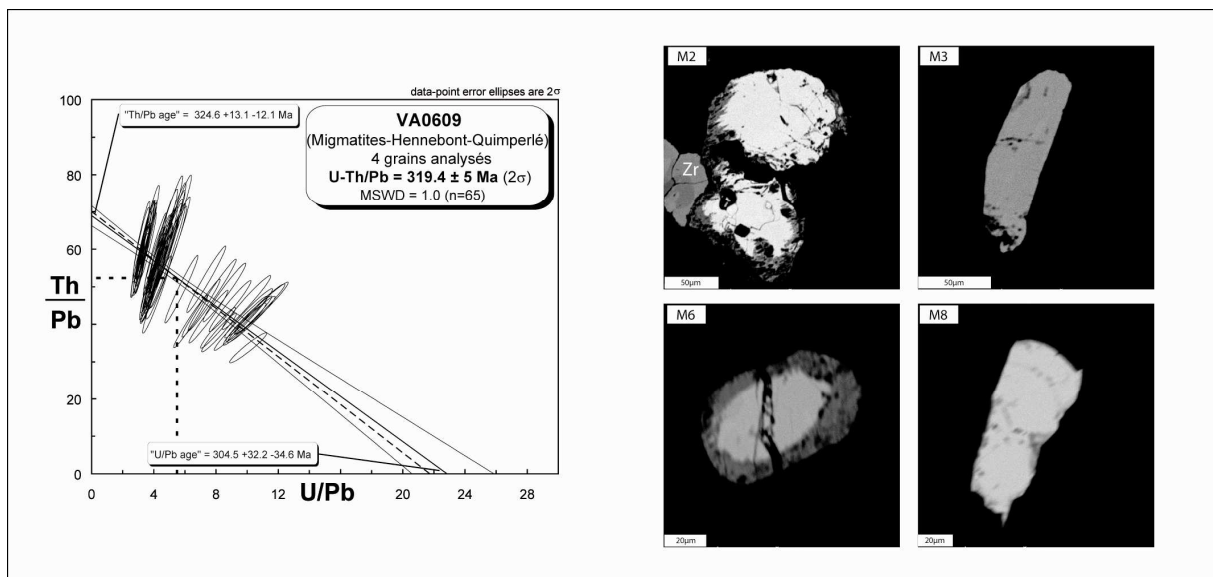 data-point error ellipses are 2σ
100
80
60
40
20
0
"Th/Pb age" = 324.6 +13.1 -12.1 Ma
VA0609
(Migmatites-Hennebont-Quimperlé)
4 grains analysés
U-Th/Pb = 319.4 ± 5 Ma (2σ)
MSWD = 1.0 (n=65)
Th
Pb
"U/Pb age" = 304.5 +32.2 -34.6 Ma
0
4
8
12
U/Pb
20
24
28
M2
Zr
50µm
M3
50µm
M6
20µm
M8
20µm